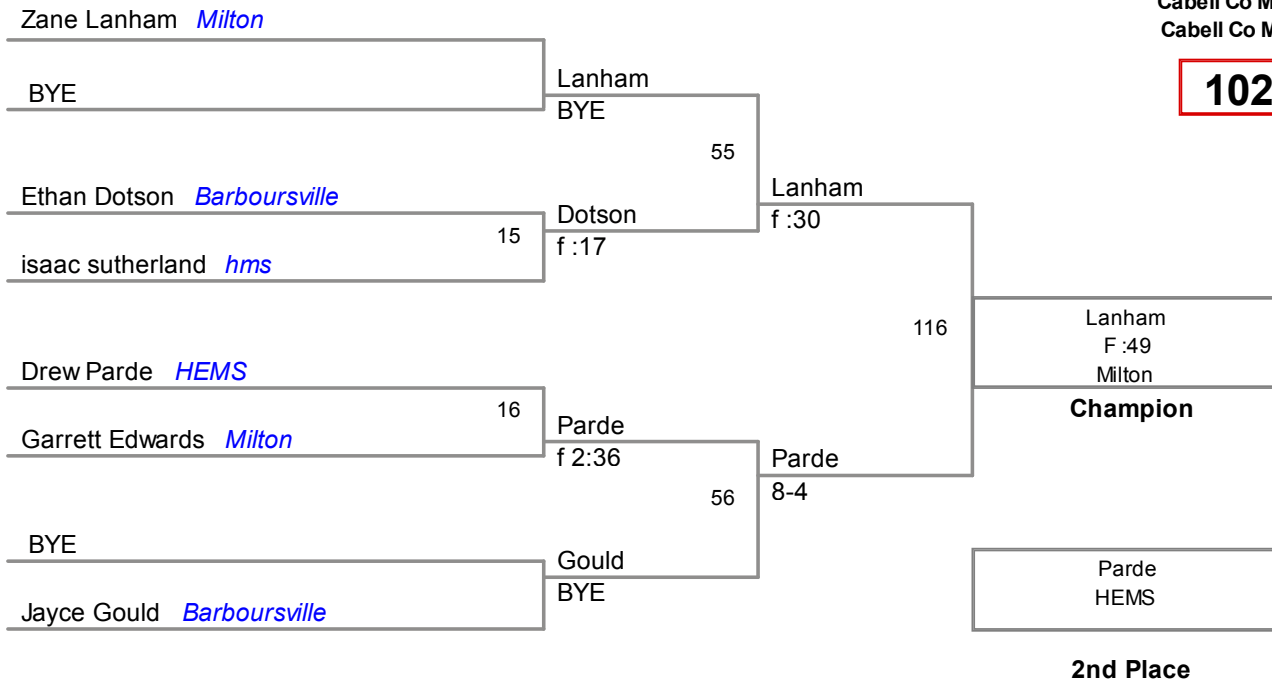 Zane Lanham Milton
BYE
Lanham
BYE
55
Ethan Dotson Barboursville
15
isaac sutherland hms
Dotson
f :17
Lanham
f :30
Drew Parde HEMS
16
Garrett Edwards Milton
Parde
f 2:36
56
BYE
Jayce Gould Barboursville
Gould
BYE
Parde
8-4
116
Cabell Co M
Cabell Co M
102
Lanham
F :49
Milton
Champion
Parde
HEMS
2nd Place